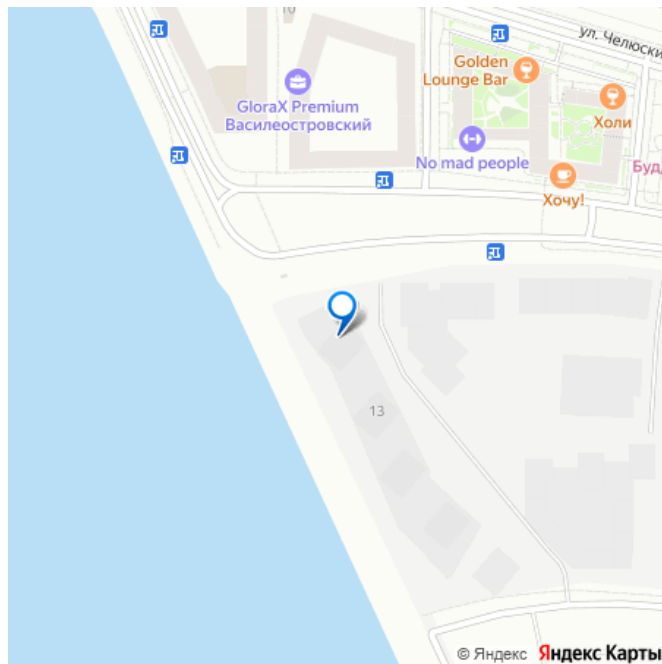 10
ул. Челюски
Golden
Lounge Bar
GloraX Premium
Василеостровский
Холи
No mad people
Буд
Хочу!
13
© Яндекс Яндекс Карты